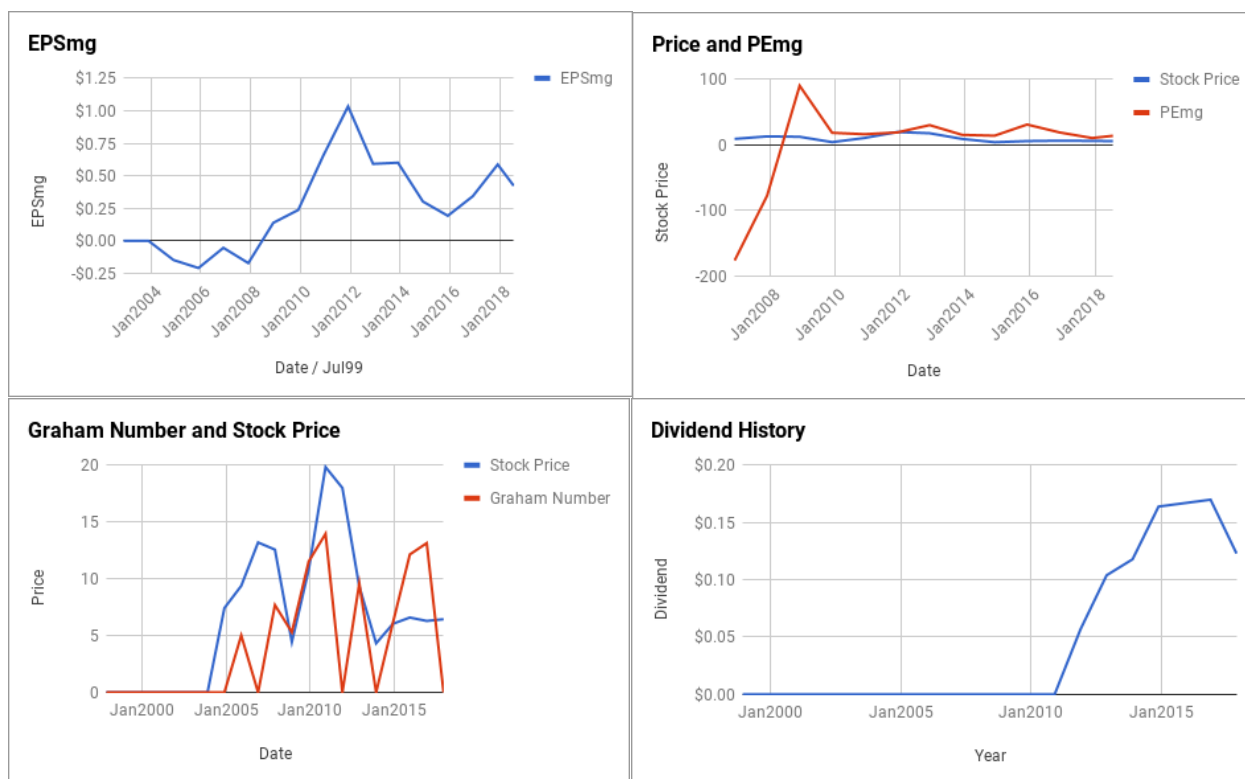 EPSmg
EPSmg
$1.25
$1.00
$0.75
$0.50
$0.25
$0.00
-$0.25
EPSmg
Jan2004
Jan2006
Jan2008
Jan2010
Jan2012
Jan2014
Jan2016
Jan2018
Date / Jul99
Price and PEmg
Stock Price
PEmg
100
0
-100
-200
Stock Price
Jan2008
Jan2010
Jan2012
Jan2014
Jan2016
Jan2018
Date
Graham Number and Stock Price
Stock Price
Graham Number
20
15
10
5
0
Price
Jan2000
Jan2005
Jan2010
Jan2015
Date
Dividend History
$0.20
$0.15
$0.10
$0.05
$0.00
Dividend
Jan2000
Jan2005
Jan2010
Jan2015
Year